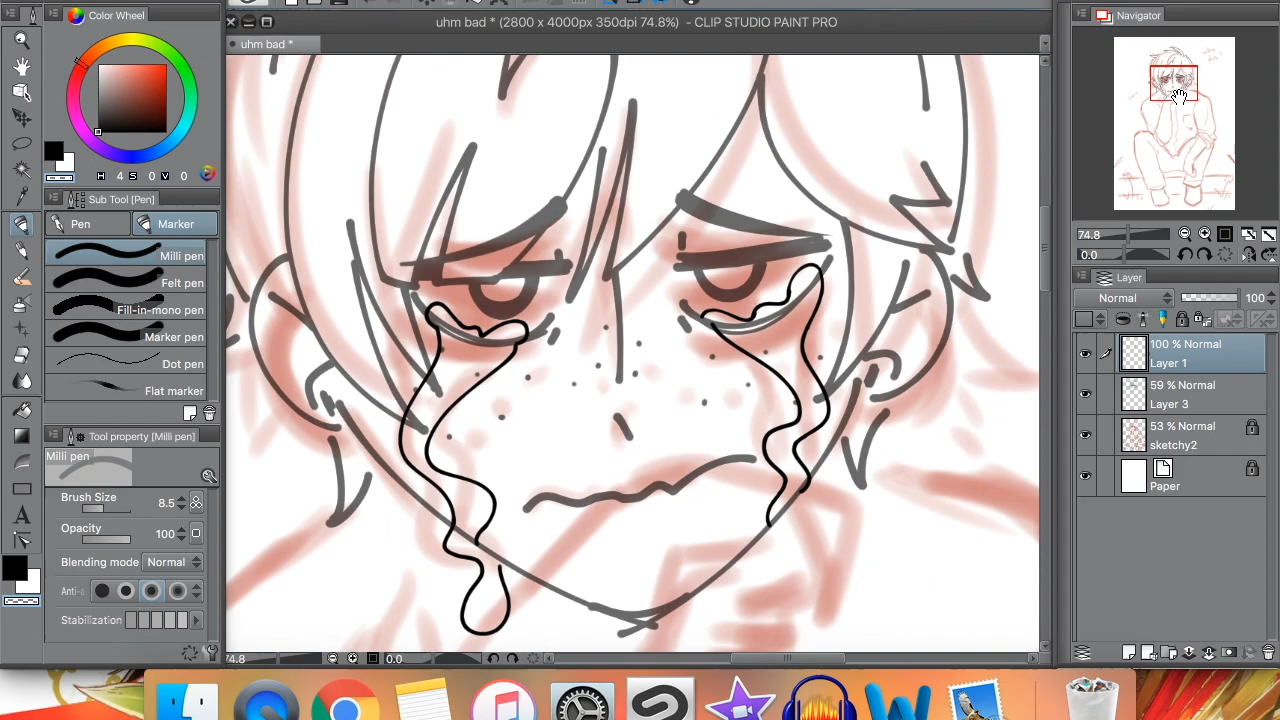 Color Wheel
uhm bad * (2800 x 4000px 350dpi 74.8%) - CLIP STUDIO PAINT PRO
Navigator
uhm bad *
H 4 S 0 V 0
Sub Tool [Pen]
Pen
Marker
Milli pen
Felt pen
Fill-in-mono pen
Marker pen
Dot pen
Flat marker
Tool property [Milli pen]
Milli pen
Brush Size
8.5
Opacity
100
Blending mode
Normal
Anti-a
Stabilization
74.8
0.0
74.8
0.0
Layer
Normal
100
100 % Normal
Layer 1
59 % Normal
Layer 3
53 % Normal
sketchy2
Paper